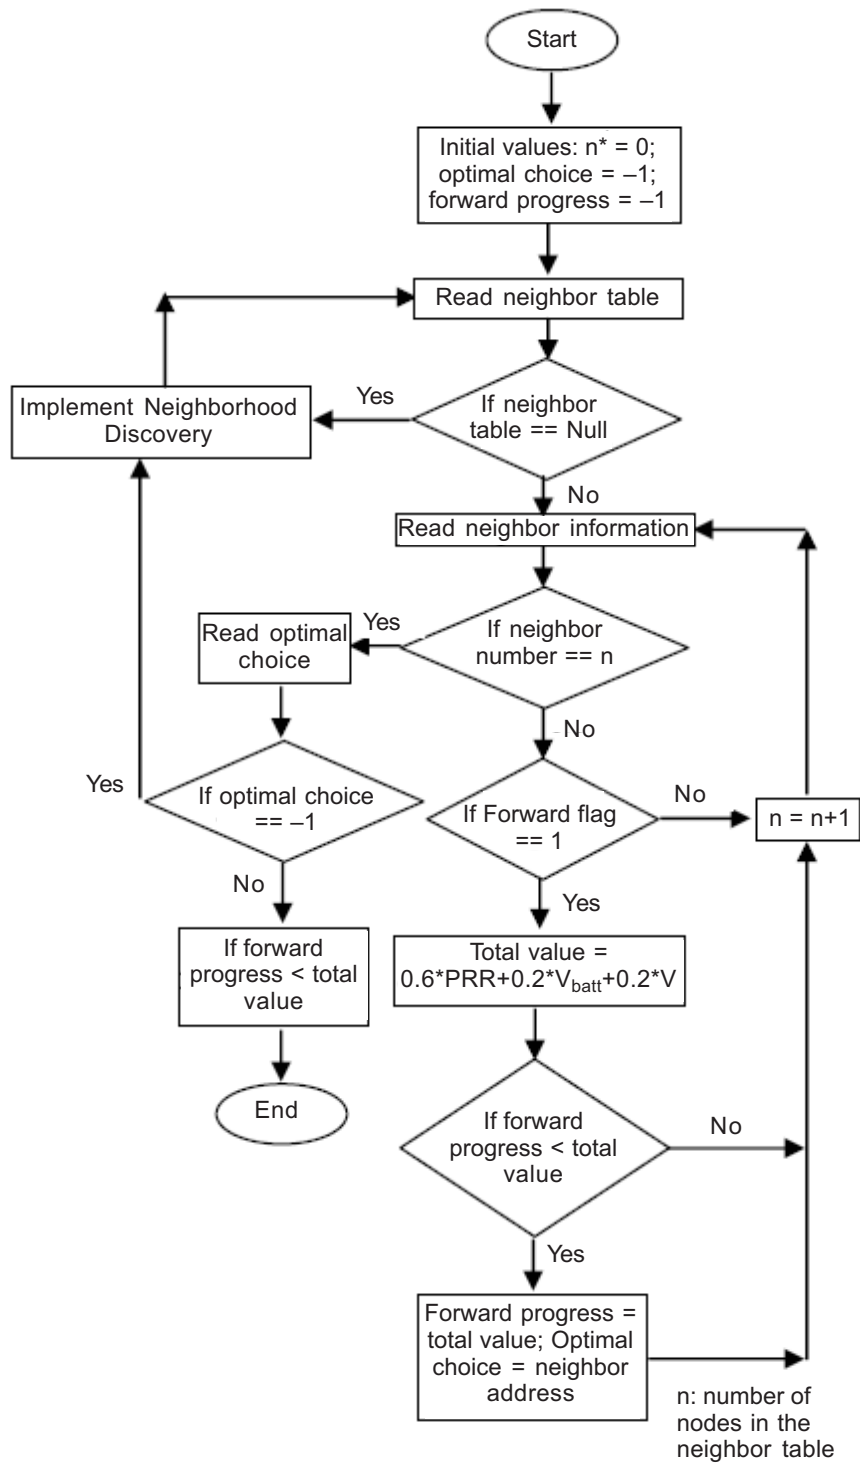 Start
Initial values: n* = 0;
optimal choice = –1;
forward progress = –1
Read neighbor table
If neighbor
table == Null
Yes
Implement Neighborhood
Discovery
No
Read neighbor information
If neighbor
number == n
Yes
Read optimal
choice
No
If optimal choice
== –1
Yes
If Forward flag
== 1
No
n = n+1
No
Yes
If forward
progress < total
value
Total value =
0.6*PRR+0.2*V_batt+0.2*V
End
If forward
progress < total
value
No
Yes
Forward progress =
total value; Optimal
choice = neighbor
address
n: number of
nodes in the
neighbor table